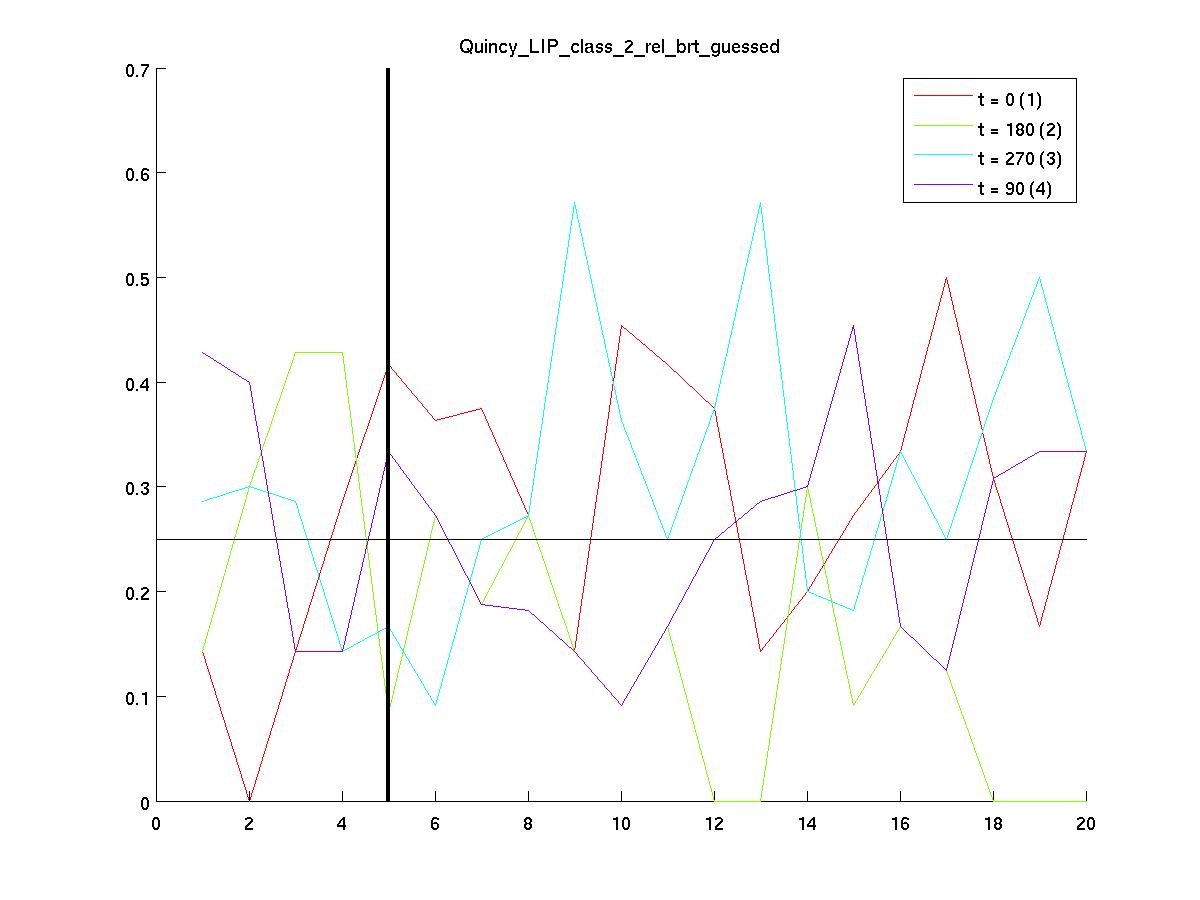 Quincy_LIP_class_2_rel_brt_guessed
0.7
0.6
0.5
0.4
0.3
0.2
0.1
0
t = 0 (1)
t = 180 (2)
t = 270 (3)
t = 90 (4)
0 2 4 6 8 10 12 14 16 18 20